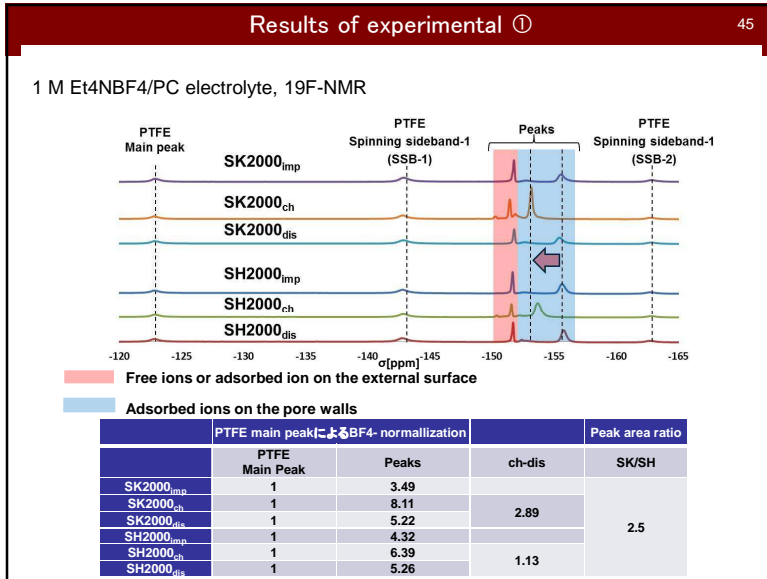 Results of experimental ①
45
1 M Et4NBF4/PC electrolyte, 19F-NMR
PTFE
Main peak
PTFE
Spinning sideband-1
(SSB-1)
Peaks
PTFE
Spinning sideband-1
(SSB-2)
SK2000imp
SK2000ch
SK2000dis
SH2000imp
SH2000ch
SH2000dis
-120 -125 -130 -135 -140 -145 -150 -155 -160 -165
σ[ppm]
Free ions or adsorbed ion on the external surface
Adsorbed ions on the pore walls
PTFE main peakによるBF4- normallization Peak area ratio
PTFE
Main Peak
Peaks ch-dis SK/SH
SK2000imp 1 3.49
SK2000ch 1 8.11
2.89
SK2000dis 1 5.22
2.5
SH2000imp 1 4.32
SH2000ch 1 6.39
1.13
SH2000dis 1 5.26